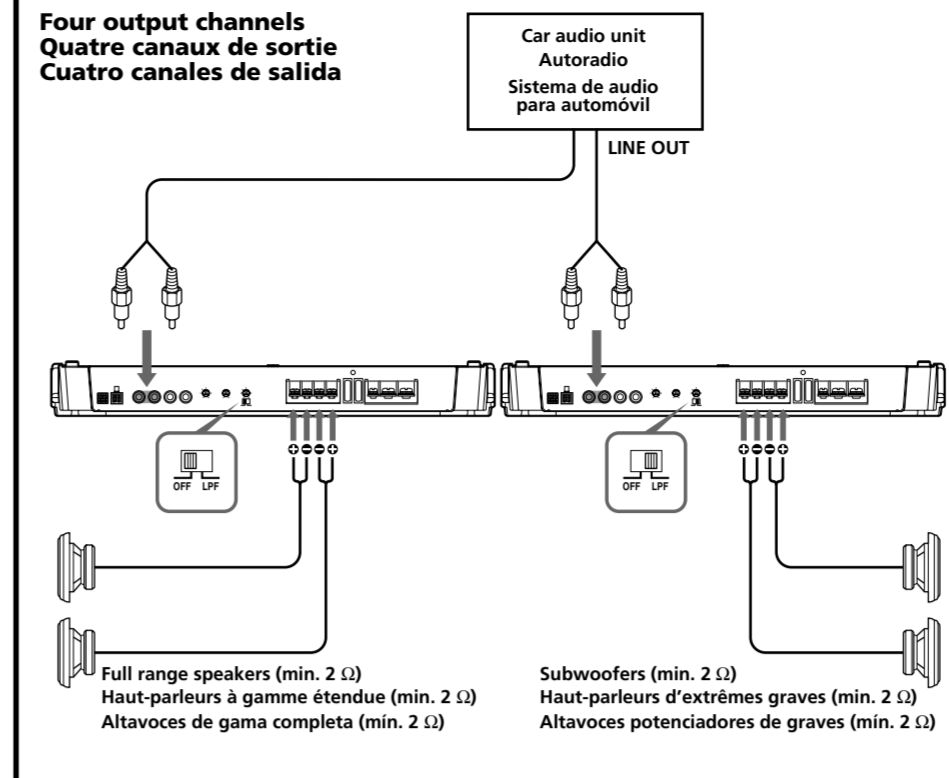 Four output channels
Quatre canaux de sortie
Cuatro canales de salida
Car audio unit
Autoradio
Sistema de audio
para automóvil
LINE OUT
OFF LPF
OFF LPF
Full range speakers (min. 2 Ω)
Haut-parleurs à gamme étendue (min. 2 Ω)
Altavoces de gama completa (mín. 2 Ω)
Subwoofers (min. 2 Ω)
Haut-parleurs d'extrêmes graves (min. 2 Ω)
Altavoces potenciadores de graves (mín. 2 Ω)